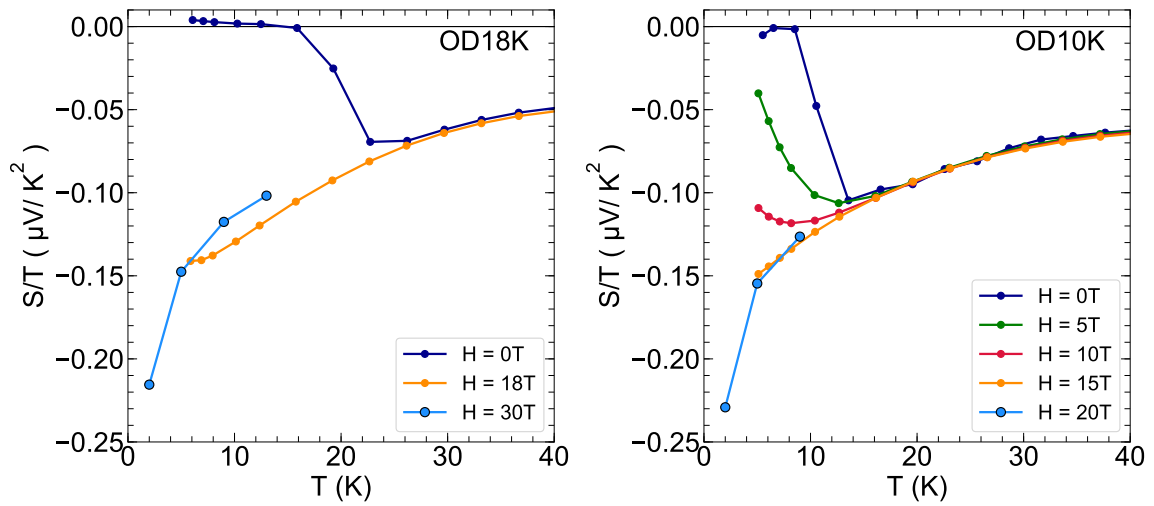 OD18K
0.00
−0.05
−0.10
−0.15
−0.20
−0.25
S/T ( µV/ K²)
H = 0T
H = 18T
H = 30T
0 10 20 30 40
T (K)
OD10K
0.00
−0.05
−0.10
−0.15
−0.20
−0.25
S/T ( µV/ K²)
H = 0T
H = 5T
H = 10T
H = 15T
H = 20T
0 10 20 30 40
T (K)